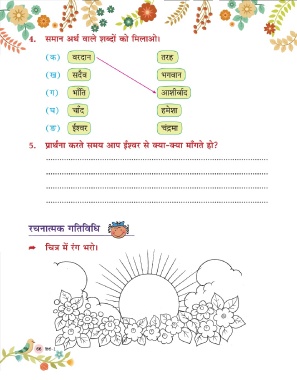 4. समान अर्थ वाले शब्दों को मिलाओ।
(क) वरदान तरह
(ख) सदैव भगवान
(ग) भाँति आशीर्वाद
(घ) चाँद हमेशा
(ङ) ईश्वर चंद्रमा
5. प्रार्थना करते समय आप ईश्वर से क्या-क्या माँगते हो?
रचनात्मक गतिविधि
चित्र में रंग भरो।